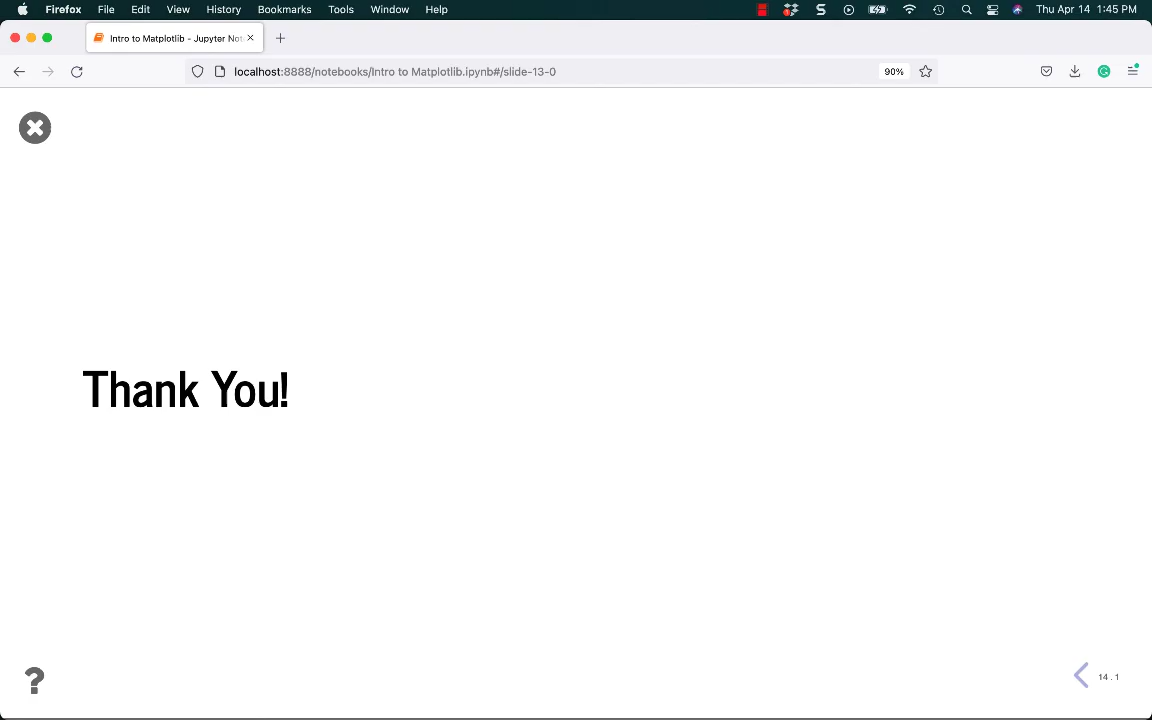 Firefox File Edit View History Bookmarks Tools Window Help Thu Apr 14 1:45 PM
Intro to Matplotlib - Jupyter Not
localhost:8888/notebooks/Intro to Matplotlib.ipynb#/slide-13-0 90%
Thank You!
?
14.1